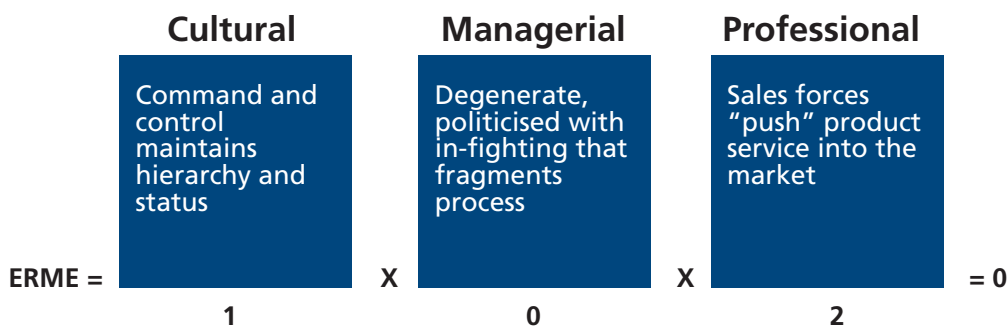 Cultural Managerial Professional
Command and
control
maintains
hierarchy and
status
Degenerate,
politicised with
in-fighting that
fragments
process
Sales forces
“push” product
service into the
market
ERME = X X = 0
1 0 2